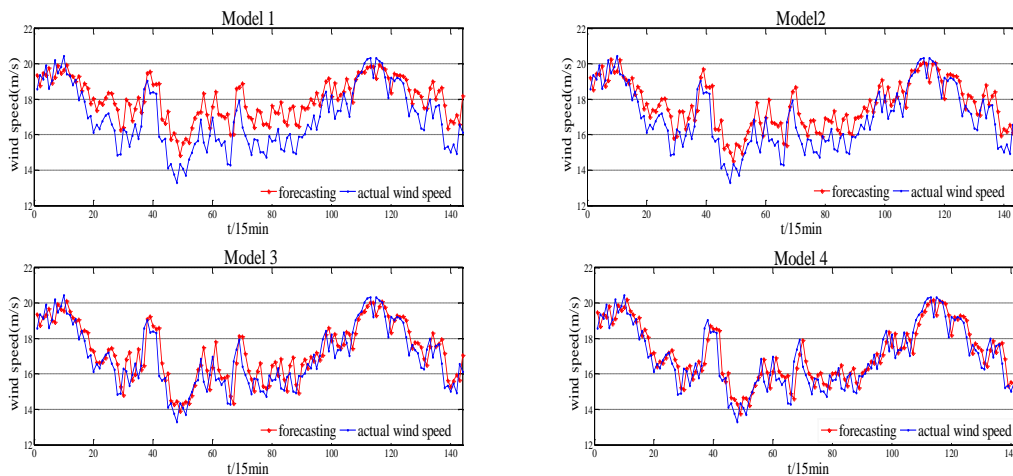 Model 1
22
20
18
16
14
12
wind speed(m/s)
forecasting actual wind speed
0 20 40 60 80 100 120 140
t/15min
Model2
22
20
18
16
14
12
wind speed(m/s)
forecasting actual wind speed
0 20 40 60 80 100 120 140
t/15min
Model 3
22
20
18
16
14
12
wind speed(m/s)
forecasting actual wind speed
0 20 40 60 80 100 120 140
t/15min
Model 4
22
20
18
16
14
12
wind speed(m/s)
forecasting actual wind speed
0 20 40 60 80 100 120 140
t/15min